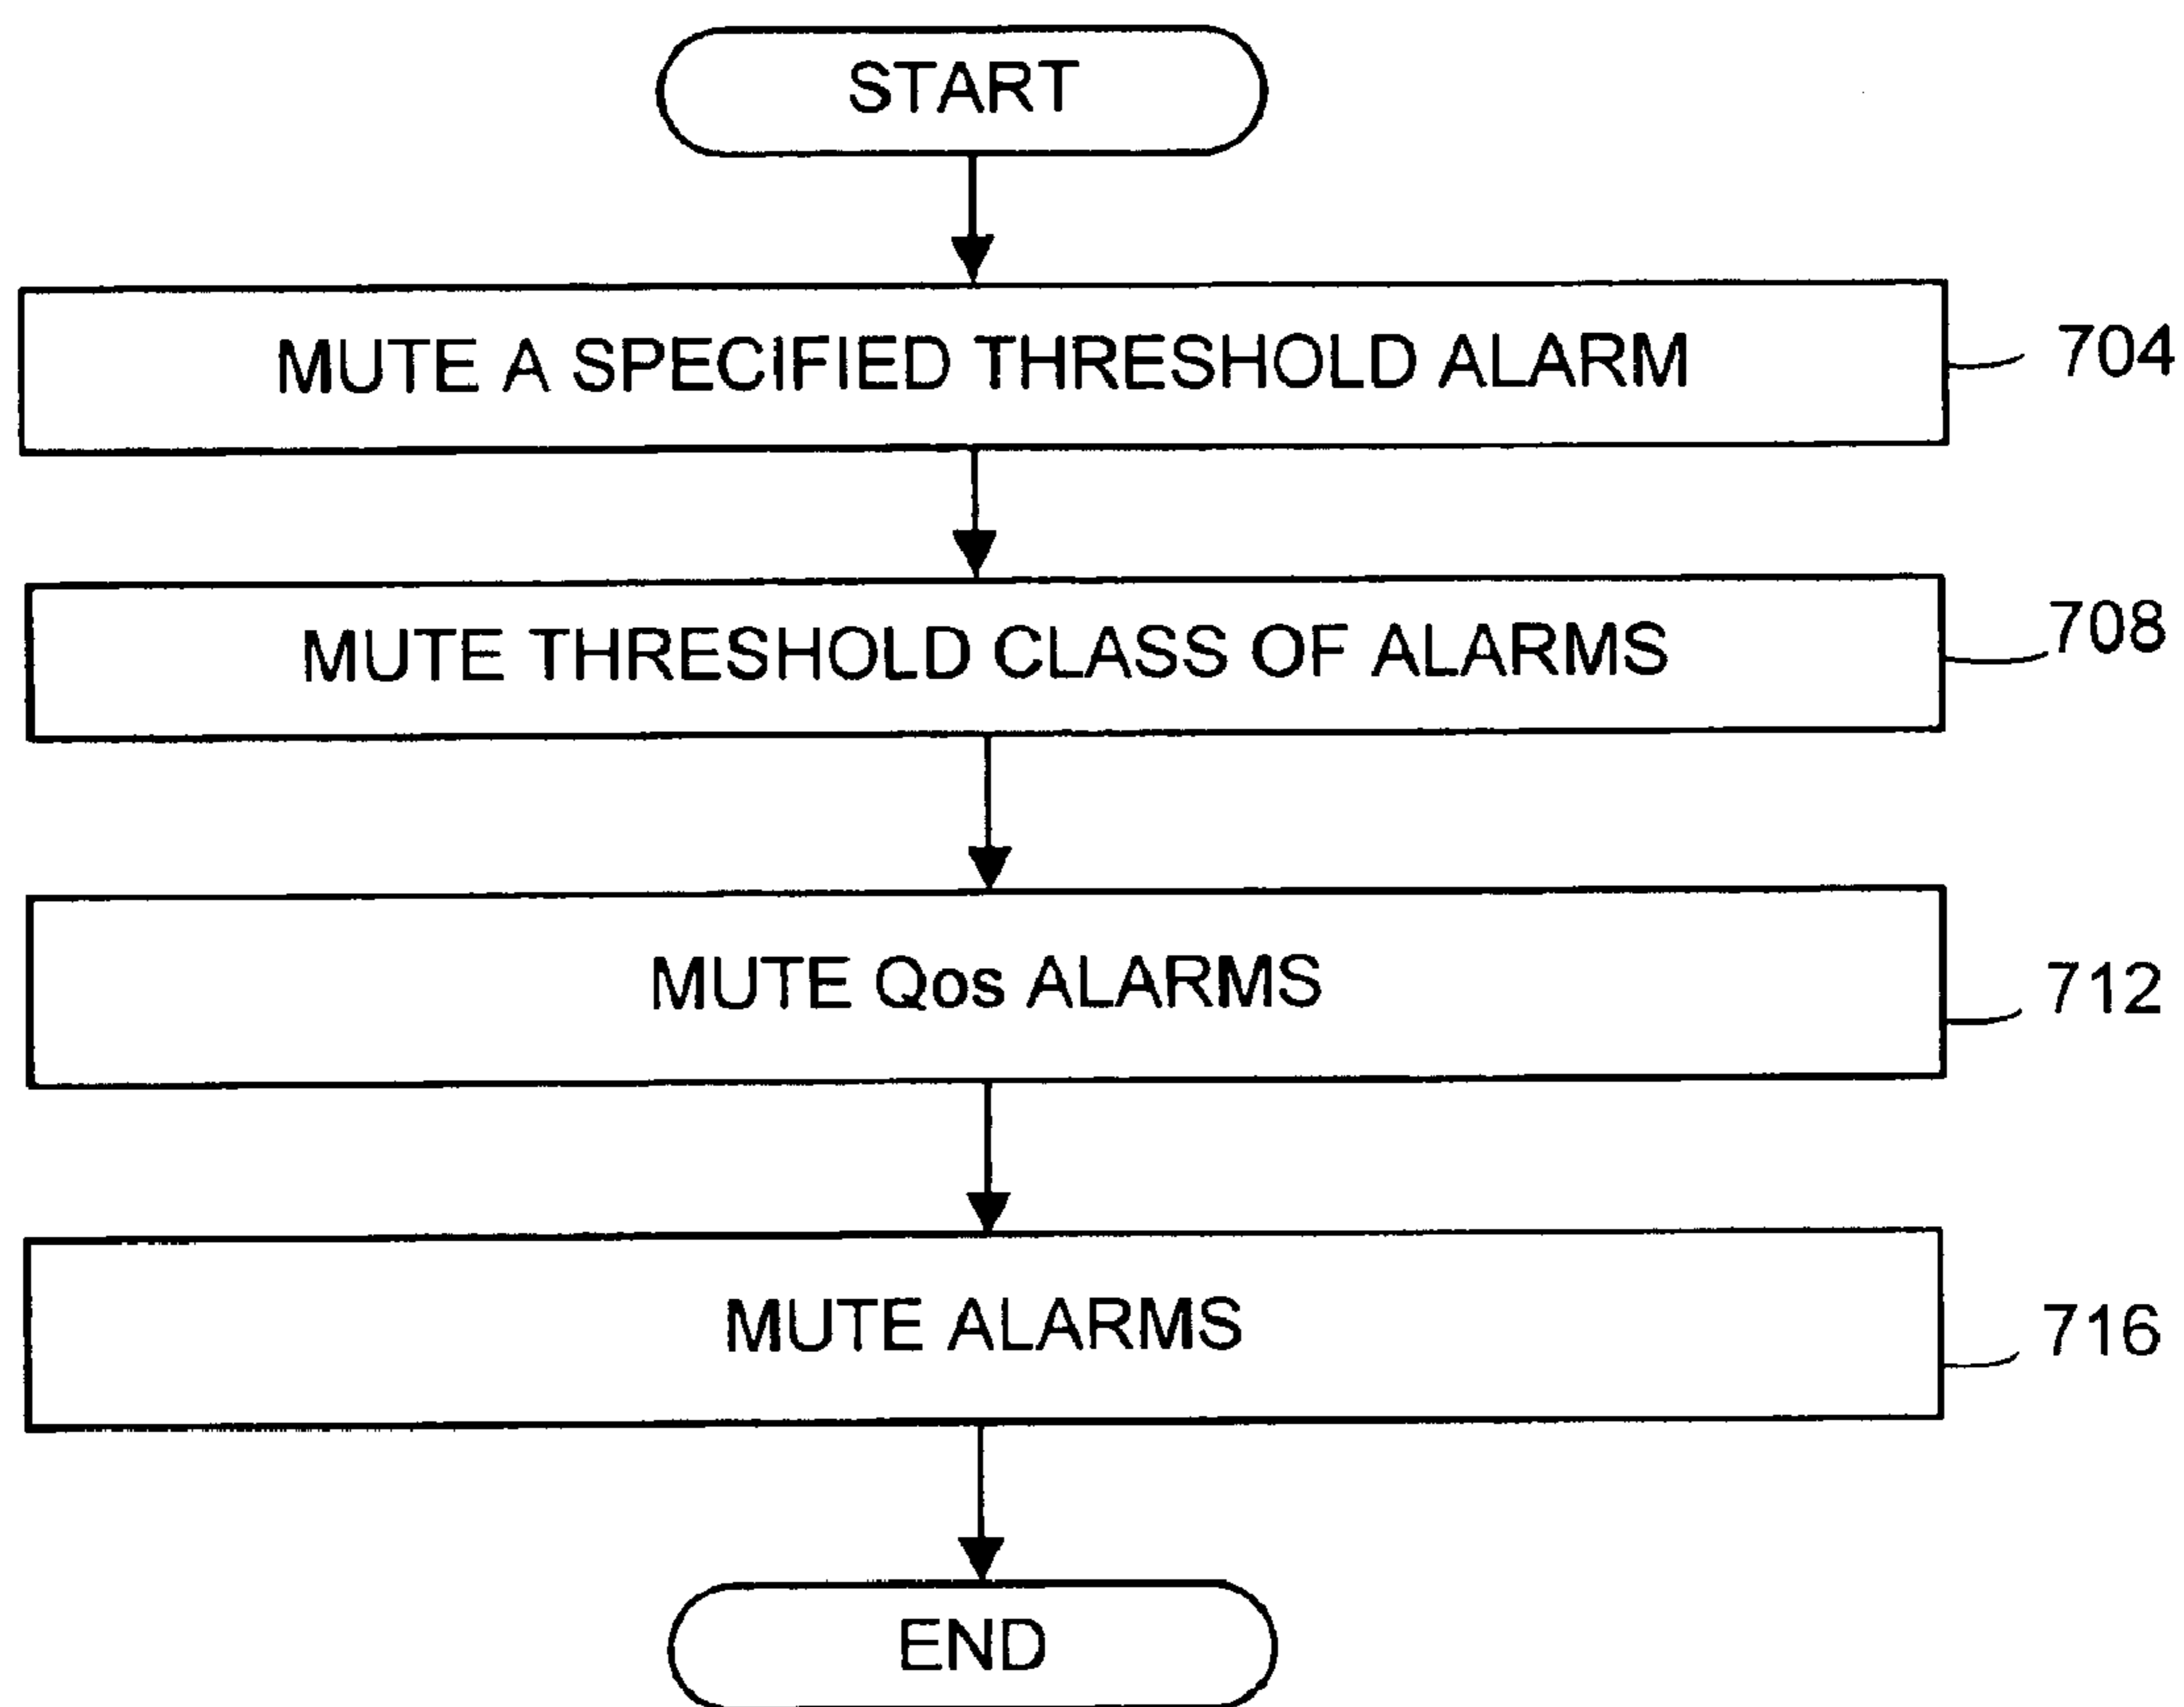 START
MUTE A SPECIFIED THRESHOLD ALARM
704
MUTE THRESHOLD CLASS OF ALARMS
708
MUTE Qos ALARMS
712
MUTE ALARMS
716
END